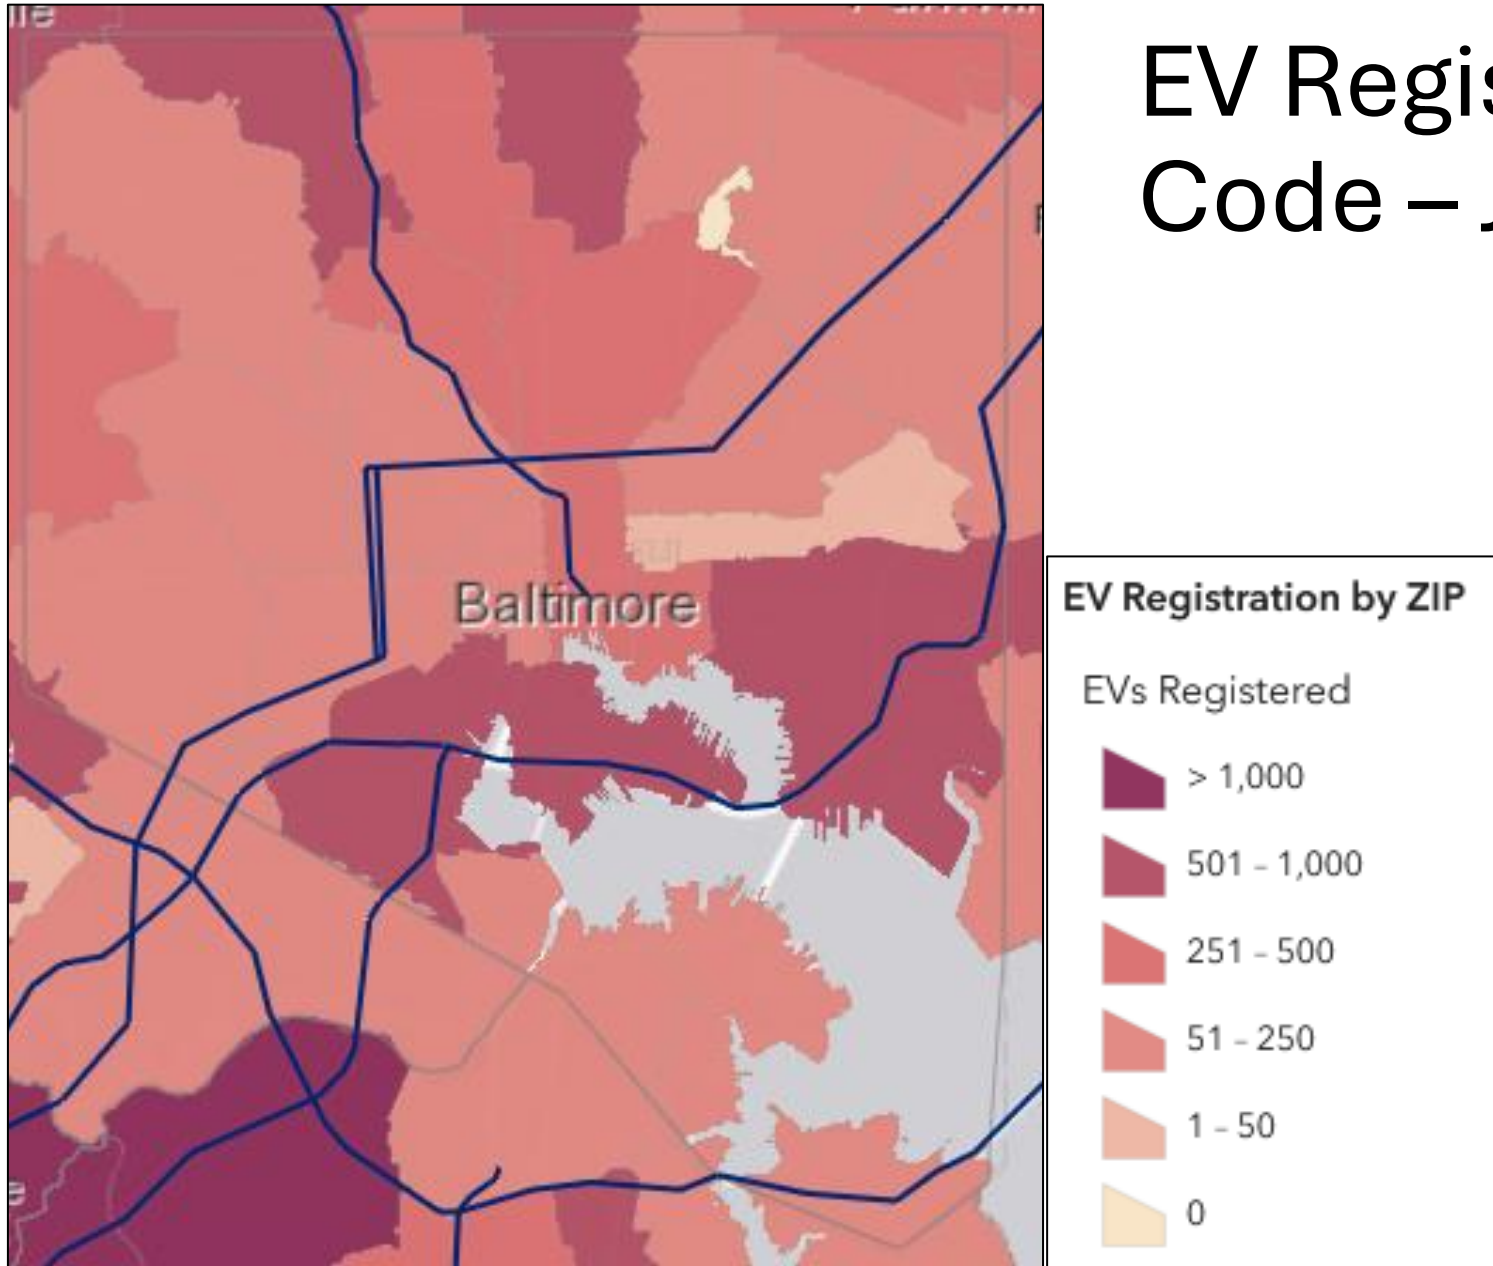 EV Regis
Code –
Baltimore
EV Registration by ZIP
EVs Registered
> 1,000
501 – 1,000
251 – 500
51 – 250
1 – 50
0